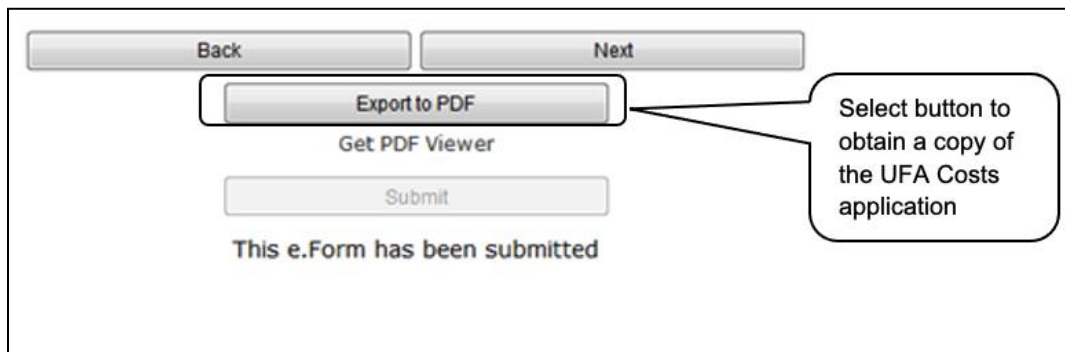 Back
Next
Export to PDF
Get PDF Viewer
Submit
This e.Form has been submitted
Select button to
obtain a copy of
the UFA Costs
application